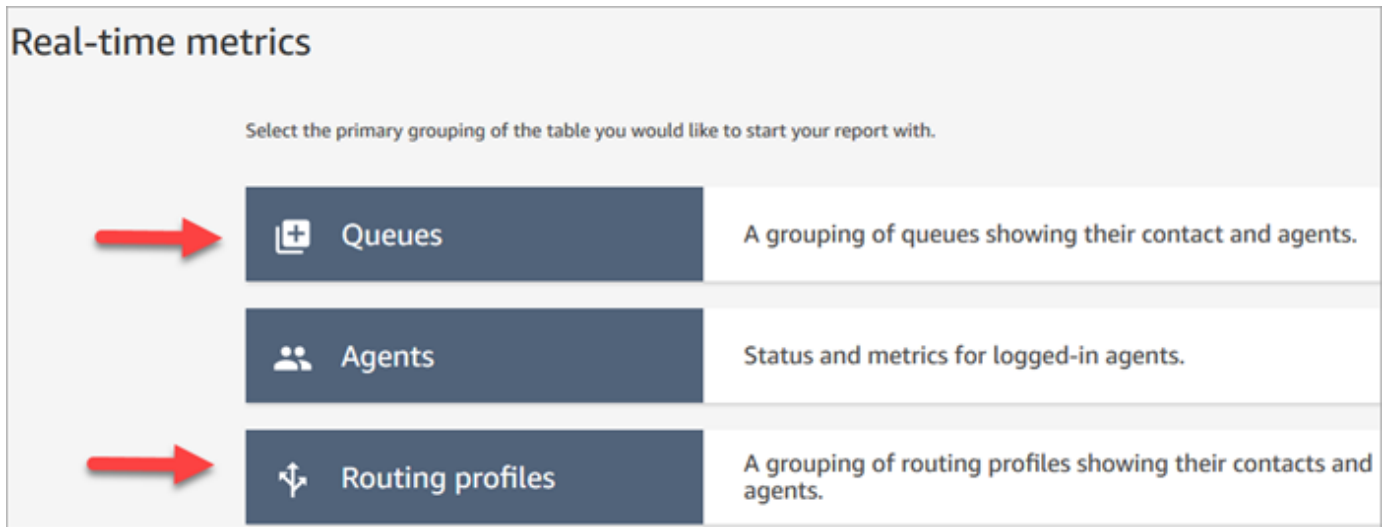 Real-time metrics
Select the primary grouping of the table you would like to start your report with.
Queues
A grouping of queues showing their contact and agents.
Agents
Status and metrics for logged-in agents.
Routing profiles
A grouping of routing profiles showing their contacts and
agents.